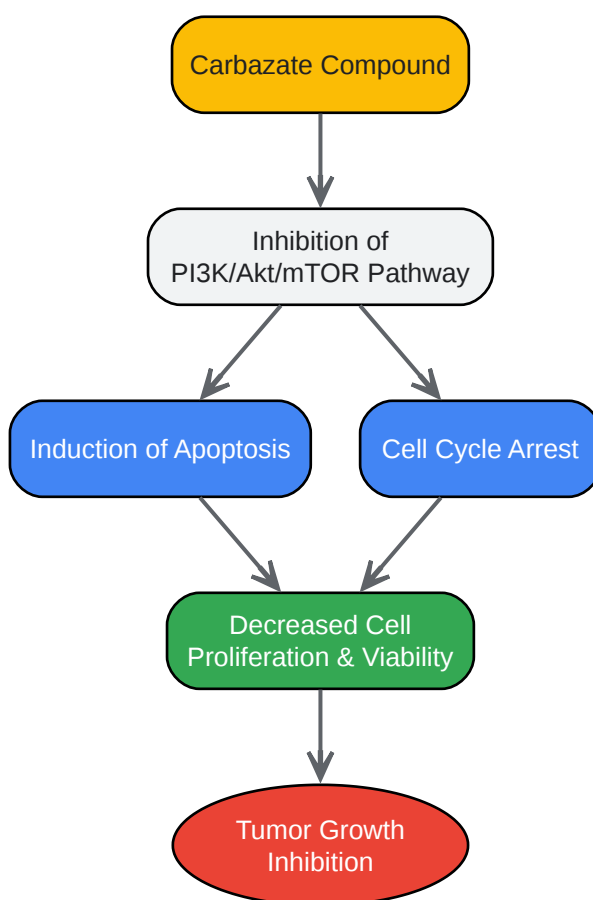 Carbazate Compound
Inhibition of
PI3K/Akt/mTOR Pathway
Induction of Apoptosis
Cell Cycle Arrest
Decreased Cell
Proliferation & Viability
Tumor Growth
Inhibition